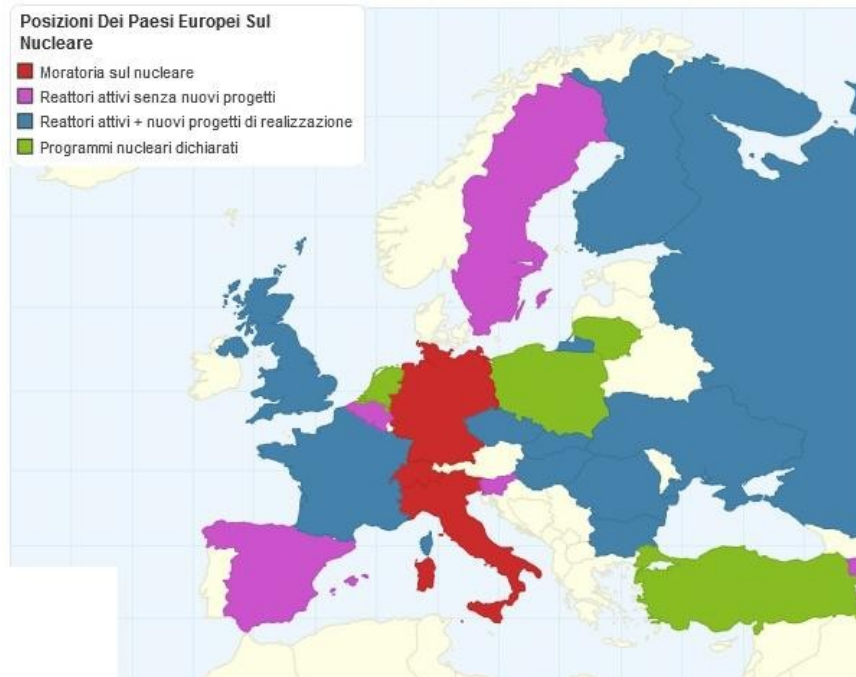 Posizioni Dei Paesi Europei Sul
Nucleare
Moratoria sul nucleare
Reattori attivi senza nuovi progetti
Reattori attivi + nuovi progetti di realizzazione
Programmi nucleari dichiarati